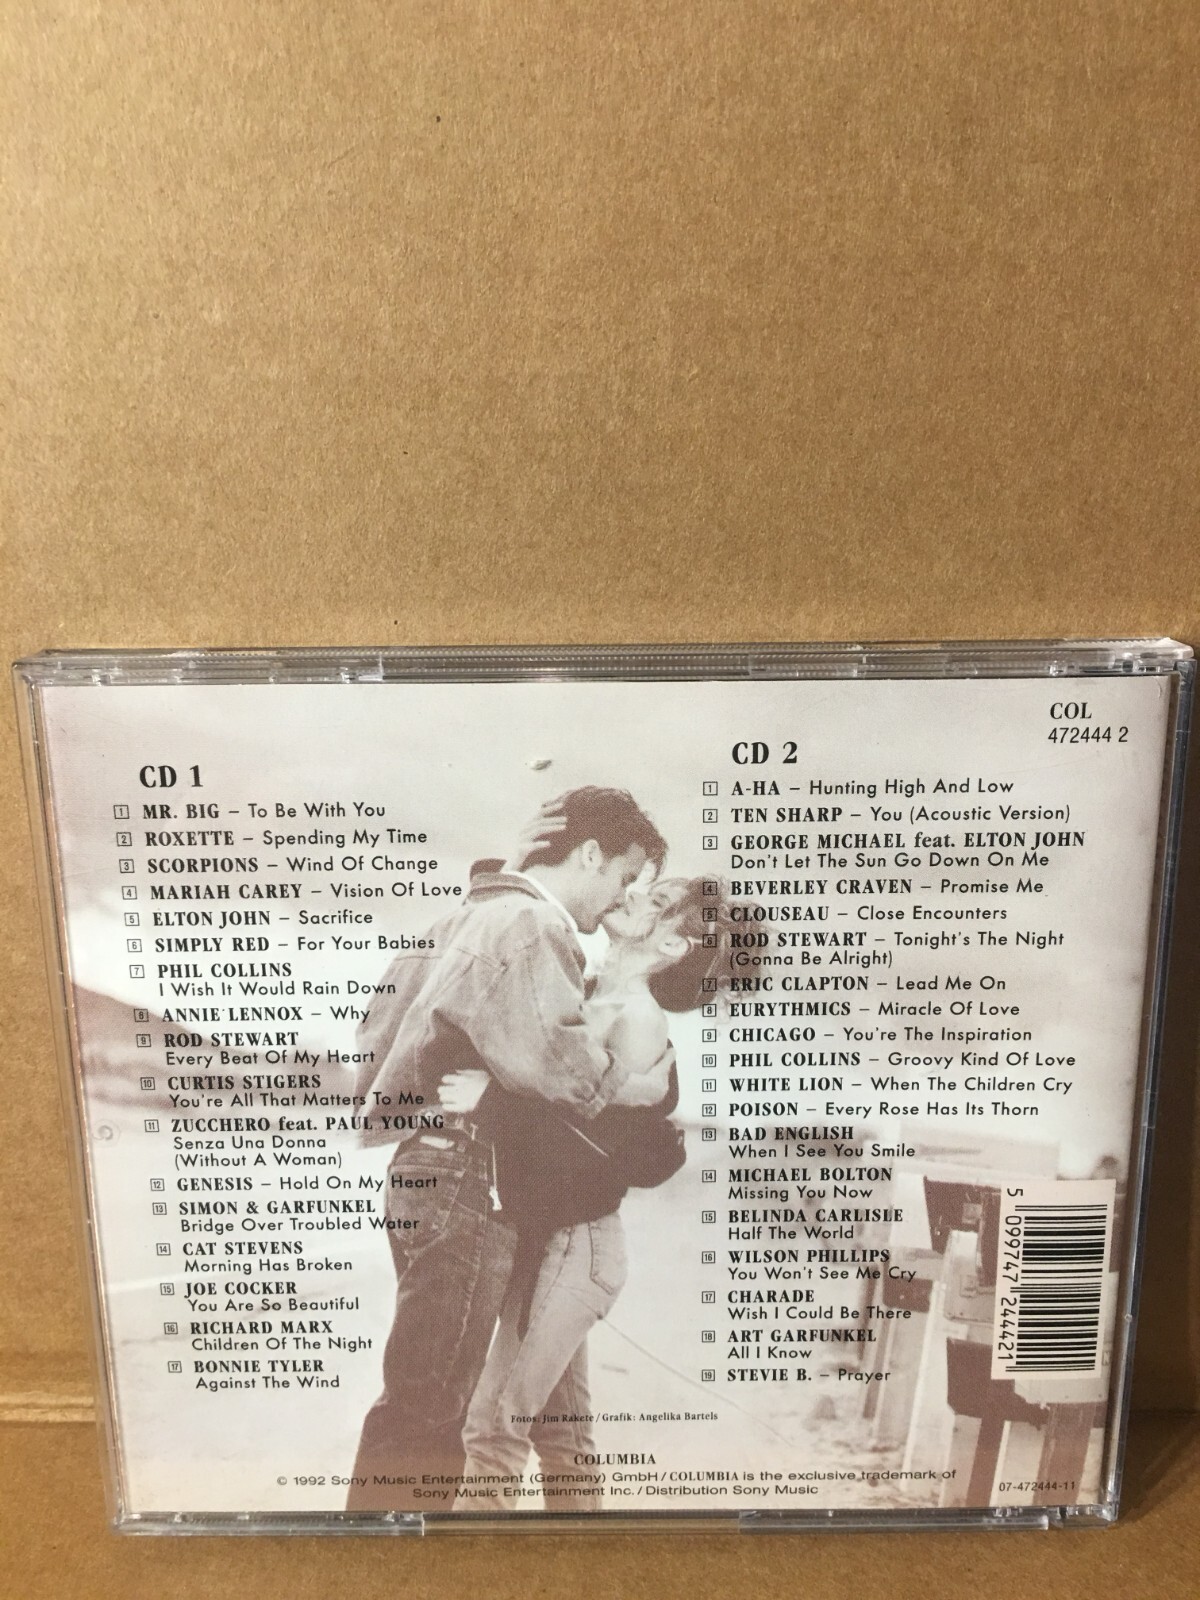 COL
472444 2
CD 1
1 MR. BIG – To Be With You
2 ROXETTE – Spending My Time
3 SCORPIONS – Wind Of Change
4 MARIAH CAREY – Vision Of Love
5 ELTON JOHN – Sacrifice
6 SIMPLY RED – For Your Babies
7 PHIL COLLINS
I Wish It Would Rain Down
8 ANNIE LENNOX – Why
9 ROD STEWART
Every Beat Of My Heart
10 CURTIS STIGERS
You're All That Matters To Me
11 ZUCCHERO feat. PAUL YOUNG
Senza Una Donna
(Without A Woman)
12 GENESIS – Hold On My Heart
13 SIMON & GARFUNKEL
Bridge Over Troubled Water
14 CAT STEVENS
Morning Has Broken
15 JOE COCKER
You Are So Beautiful
16 RICHARD MARX
Children Of The Night
17 BONNIE TYLER
Against The Wind
CD 2
1 A-HA – Hunting High And Low
2 TEN SHARP – You (Acoustic Version)
3 GEORGE MICHAEL feat. ELTON JOHN
Don't Let The Sun Go Down On Me
4 BEVERLEY CRAVEN – Promise Me
5 CLOUSEAU – Close Encounters
6 ROD STEWART – Tonight's The Night
(Gonna Be Alright)
7 ERIC CLAPTON – Lead Me On
8 EURYTHMICS – Miracle Of Love
9 CHICAGO – You're The Inspiration
10 PHIL COLLINS – Groovy Kind Of Love
11 WHITE LION – When The Children Cry
12 POISON – Every Rose Has Its Thorn
13 BAD ENGLISH
When I See You Smile
14 MICHAEL BOLTON
Missing You Now
15 BELINDA CARLISLE
Half The World
16 WILSON PHILLIPS
You Won't See Me Cry
17 CHARADE
Wish I Could Be There
18 ART GARFUNKEL
All I Know
19 STEVIE B. – Prayer
5 099747 244421
Fotos: Jim Rakete / Grafik: Angelika Bartels
COLUMBIA
© 1992 Sony Music Entertainment (Germany) GmbH / COLUMBIA is the exclusive trademark of
Sony Music Entertainment Inc. / Distribution Sony Music
07-472444-11